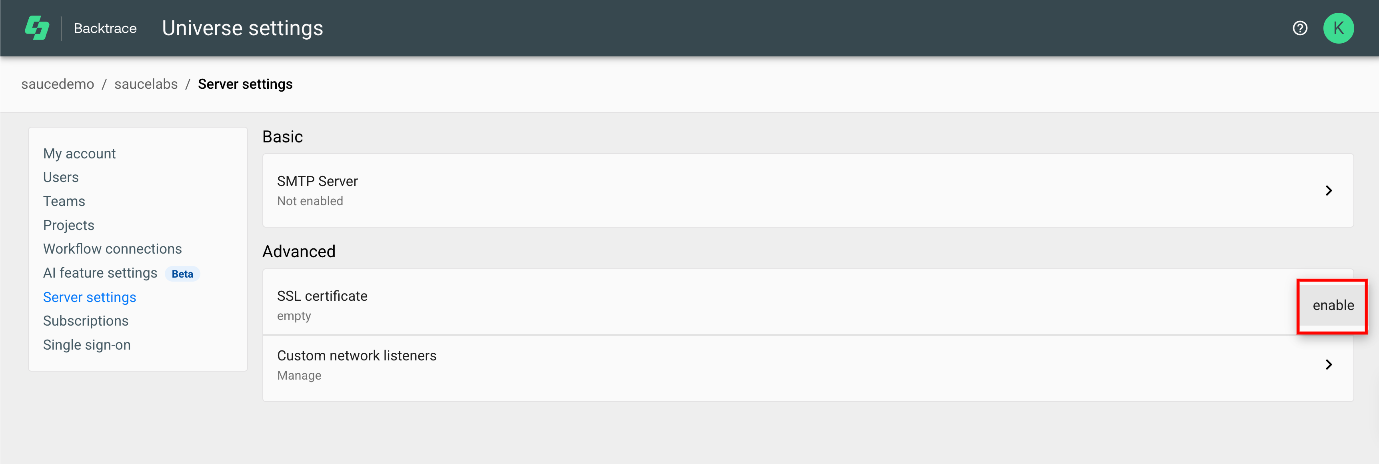 Backtrace Universe settings K
saucedemo / saucelabs / Server settings
My account
Users
Teams
Projects
Workflow connections
AI feature settings Beta
Server settings
Subscriptions
Single sign-on
Basic
SMTP Server
Not enabled
Advanced
SSL certificate
empty
enable
Custom network listeners
Manage